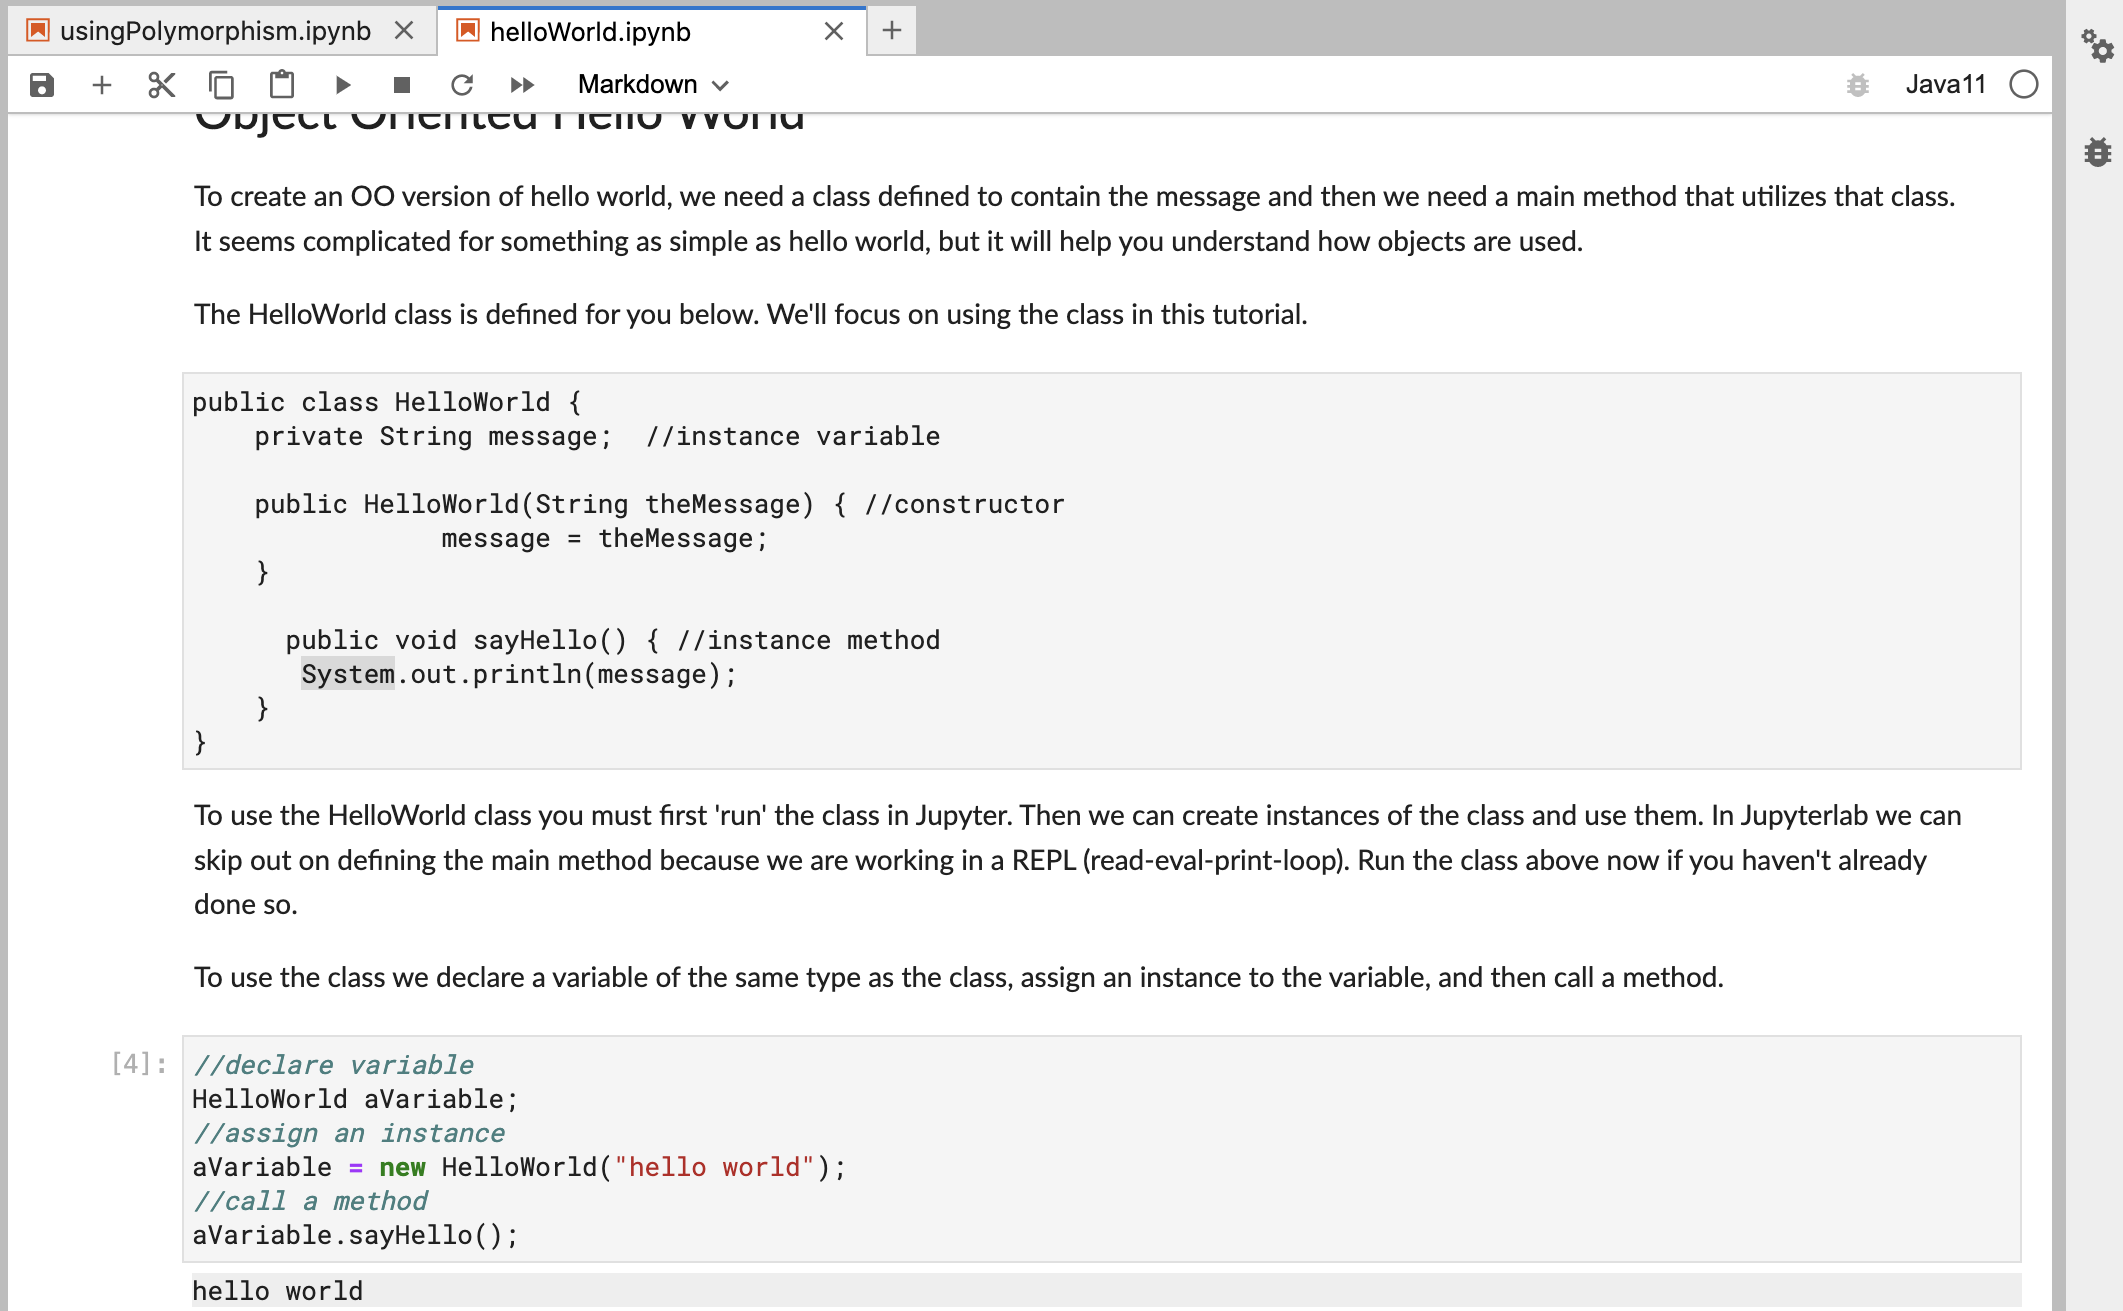 usingPolymorphism.ipynb
helloWorld.ipynb
Markdown
Java11
Object Oriented Hello World
To create an OO version of hello world, we need a class defined to contain the message and then we need a main method that utilizes that class.
It seems complicated for something as simple as hello world, but it will help you understand how objects are used.
The HelloWorld class is defined for you below. We'll focus on using the class in this tutorial.
public class HelloWorld {
    private String message;  //instance variable
    public HelloWorld(String theMessage) { //constructor
                message = theMessage;
    }
      public void sayHello() { //instance method
       System.out.println(message);
    }
}
To use the HelloWorld class you must first 'run' the class in Jupyter. Then we can create instances of the class and use them. In Jupyterlab we can
skip out on defining the main method because we are working in a REPL (read-eval-print-loop). Run the class above now if you haven't already
done so.
To use the class we declare a variable of the same type as the class, assign an instance to the variable, and then call a method.
[4]: //declare variable
HelloWorld aVariable;
//assign an instance
aVariable = new HelloWorld("hello world");
//call a method
aVariable.sayHello();
hello world